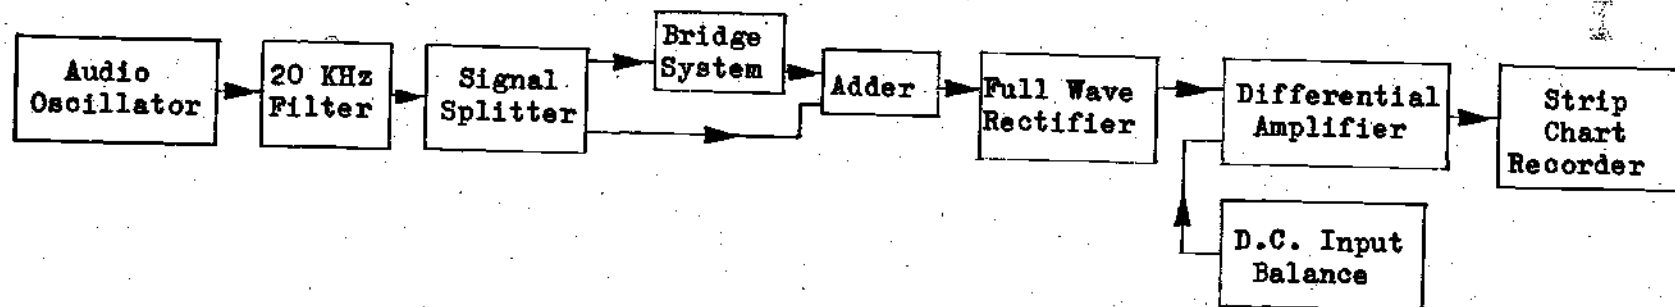 Audio
Oscillator
20 KHz
Filter
Signal
Splitter
Bridge
System
Adder
Full Wave
Rectifier
Differential
Amplifier
Strip
Chart
Recorder
D.C. Input
Balance